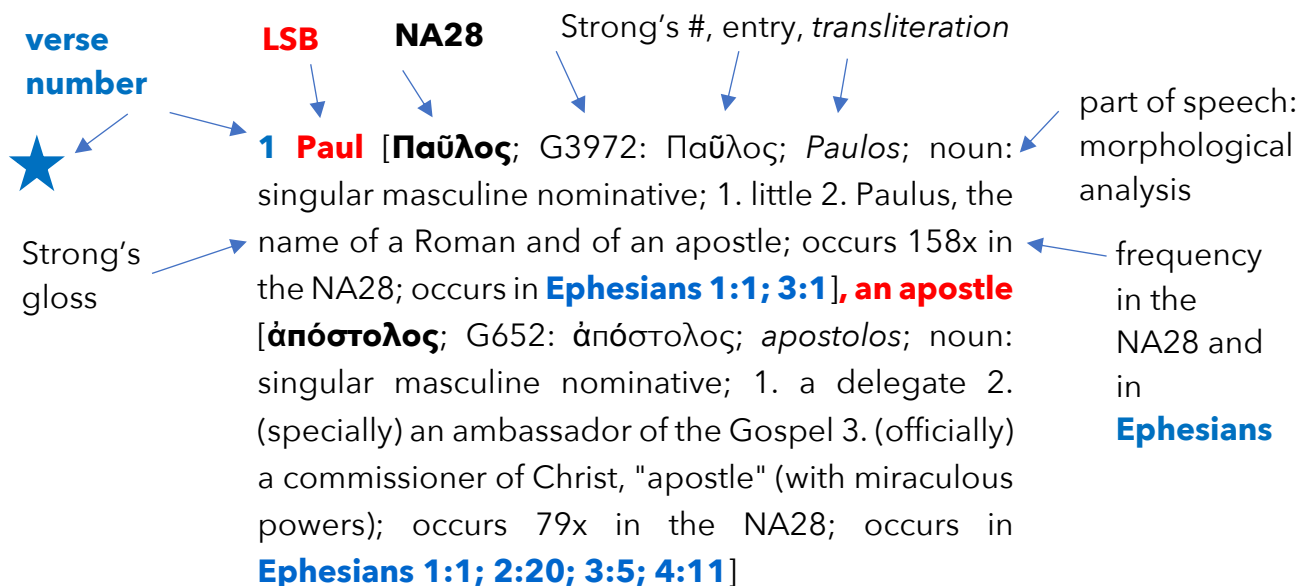 verse
number
LSB
NA28
Strong’s #, entry, transliteration
part of speech:
morphological
analysis
1 Paul [Παῦλος; G3972: Παῦλος; Paulos; noun:
singular masculine nominative; 1. little 2. Paulus, the
name of a Roman and of an apostle; occurs 158x in
the NA28; occurs in Ephesians 1:1; 3:1], an apostle
[ἀπόστολος; G652: ἀπόστολος; apostolos; noun:
singular masculine nominative; 1. a delegate 2.
(specially) an ambassador of the Gospel 3. (officially)
a commissioner of Christ, "apostle" (with miraculous
powers); occurs 79x in the NA28; occurs in
Ephesians 1:1; 2:20; 3:5; 4:11]
Strong’s
gloss
frequency
in the
NA28 and
in
Ephesians